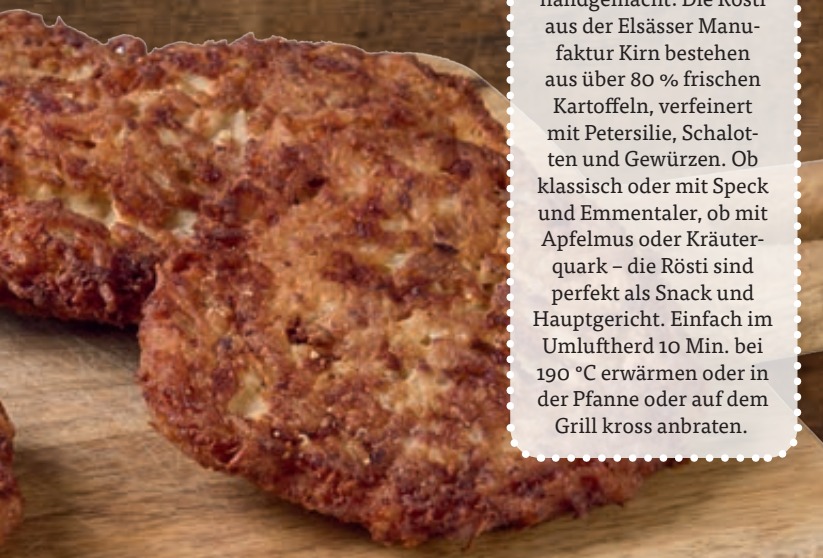 handgemacht. Die Rösti
aus der Elsässer Manu-
faktur Kirn bestehen
aus über 80 % frischen
Kartoffeln, verfeinert
mit Petersilie, Schalot-
ten und Gewürzen. Ob
klassisch oder mit Speck
und Emmentaler, ob mit
Apfelmus oder Kräuter-
quark – die Rösti sind
perfekt als Snack und
Hauptgericht. Einfach im
Umluftherd 10 Min. bei
190 °C erwärmen oder in
der Pfanne oder auf dem
Grill kross anbraten.